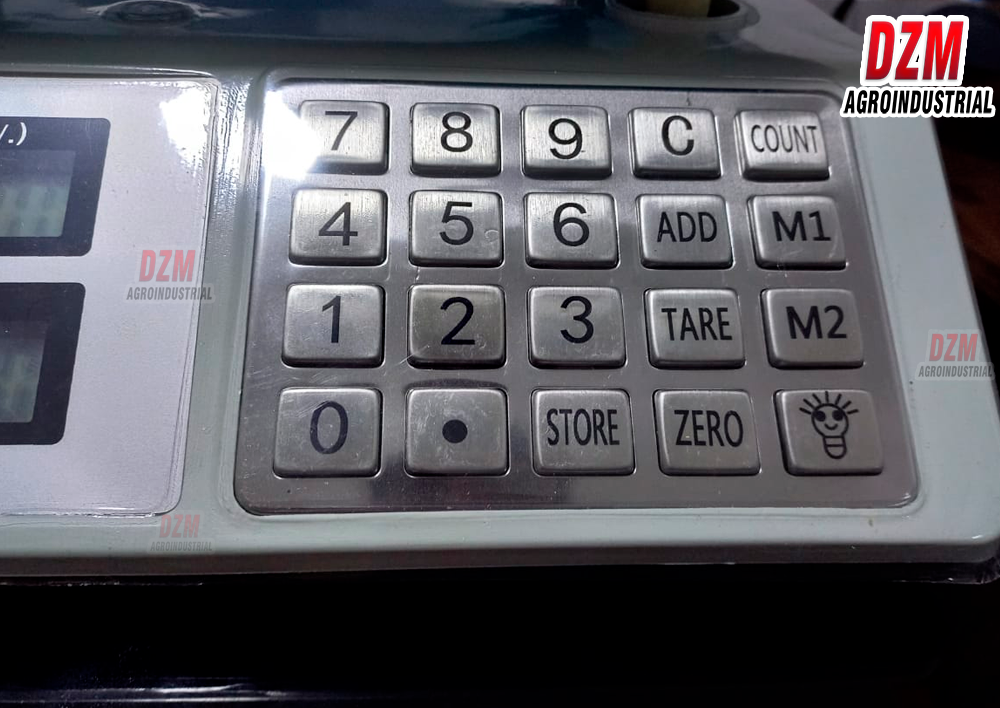 DZM
AGROINDUSTRIAL
/.)
7 8 9 C COUNT
4 5 6 ADD M1
1 2 3 TARE M2
0 . STORE ZERO
DZM
AGROINDUSTRIAL
DZM
AGROINDUSTRIAL
DZM
AGROINDUSTRIAL